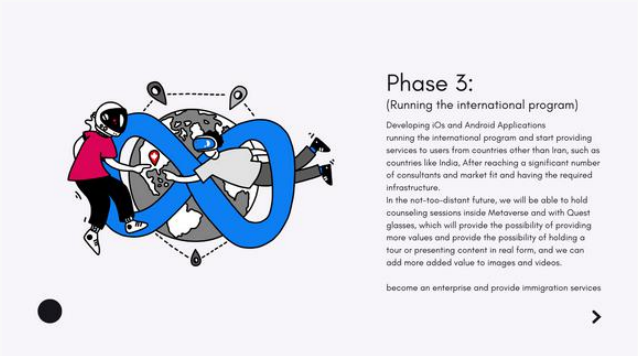 Phase 3:
(Running the international program)
Developing iOs and Android Applications
running the international program and start providing
services to users from countries other than Iran, such as
countries like India, After reaching a significant number
of consultants and market fit and having the required
infrastructure.
In the not-too-distant future, we will be able to hold
counseling sessions inside Metaverse and with Quest
glasses, which will provide the possibility of providing
more values and provide the possibility of holding a
tour or presenting content in real form, and we can
add more added value to images and videos.
become an enterprise and provide immigration services